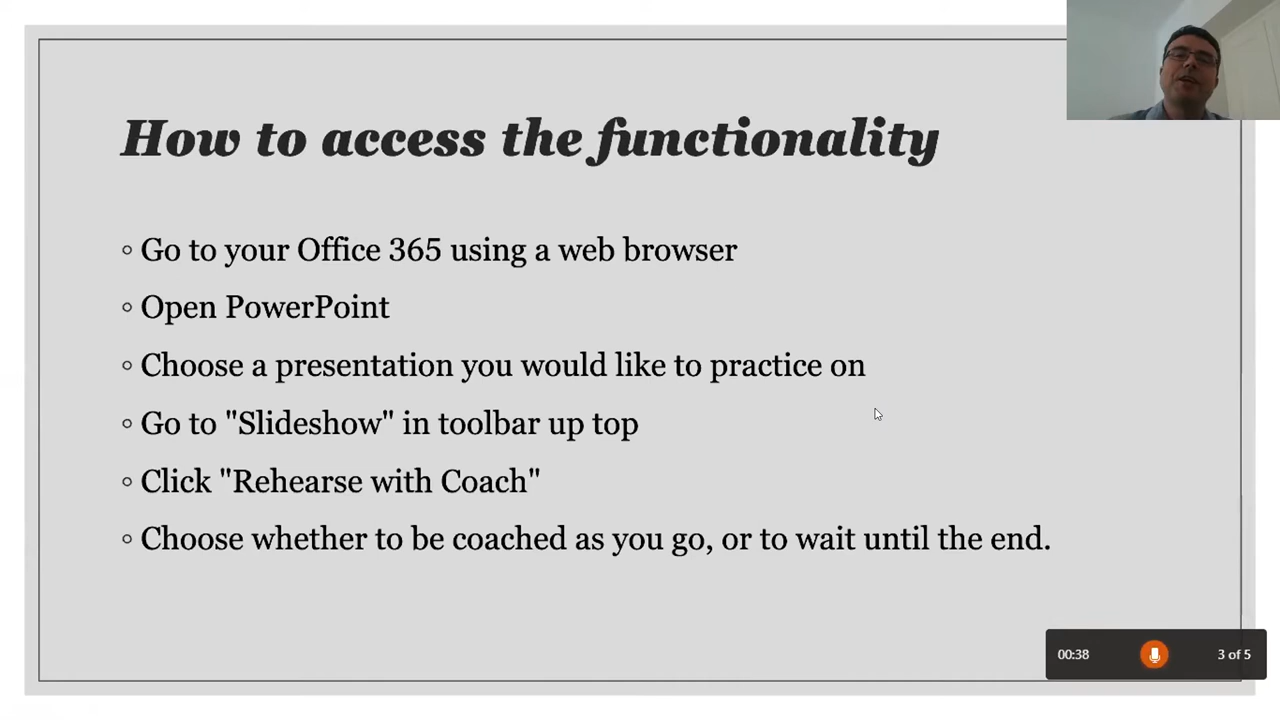 How to access the functionality
◦ Go to your Office 365 using a web browser
◦ Open PowerPoint
◦ Choose a presentation you would like to practice on
◦ Go to "Slideshow" in toolbar up top
◦ Click "Rehearse with Coach"
◦ Choose whether to be coached as you go, or to wait until the end.
00:38 3 of 5